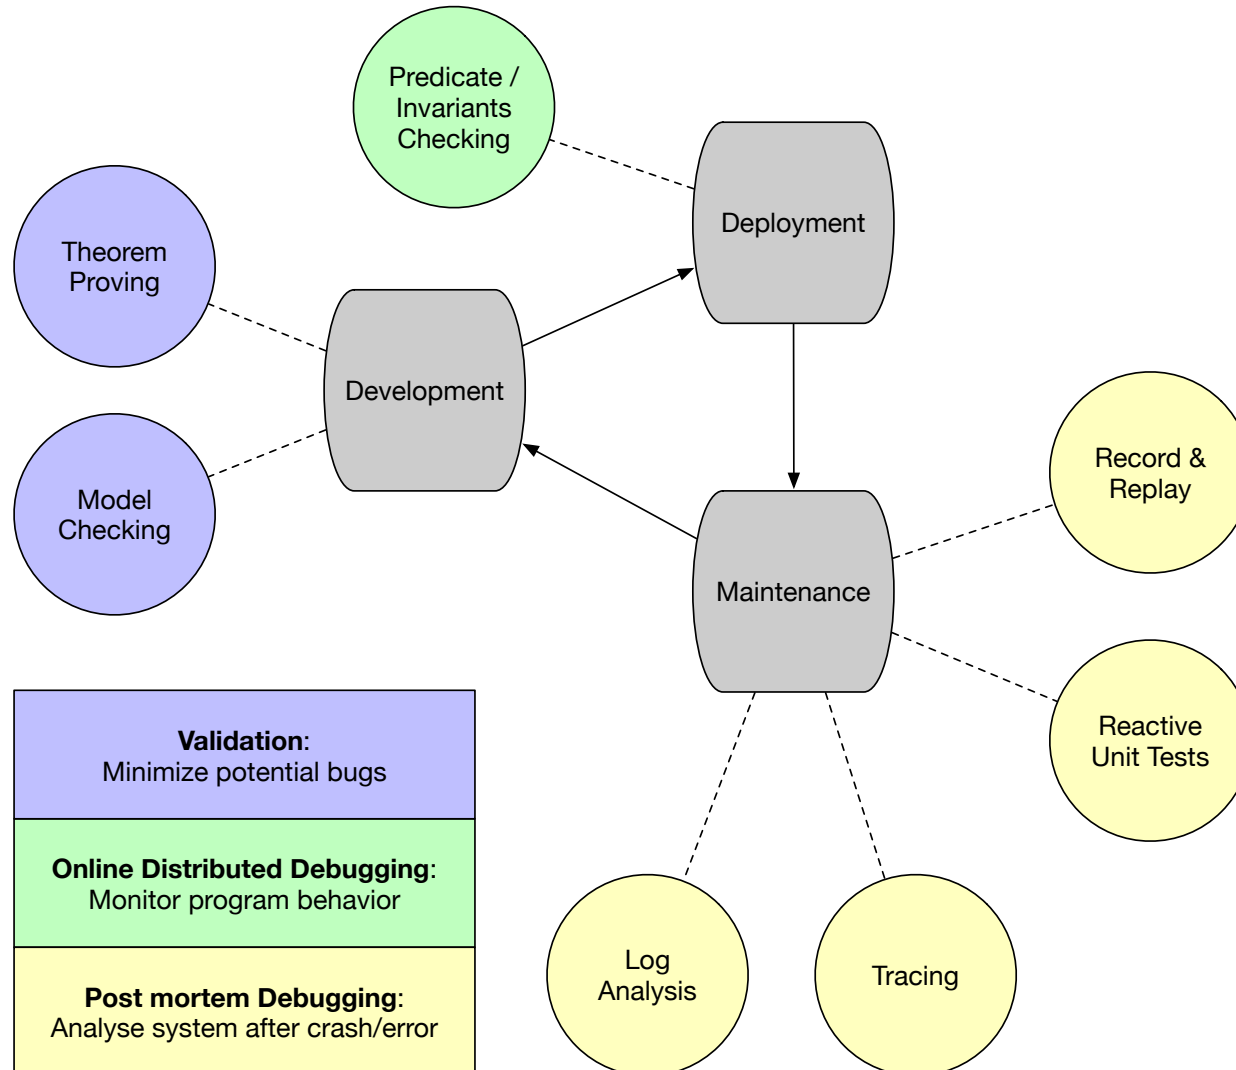 Predicate /
Invariants
Checking
Deployment
Theorem
Proving
Development
Model
Checking
Record &
Replay
Maintenance
Reactive
Unit Tests
Validation:
Minimize potential bugs
Online Distributed Debugging:
Monitor program behavior
Post mortem Debugging:
Analyse system after crash/error
Log
Analysis
Tracing